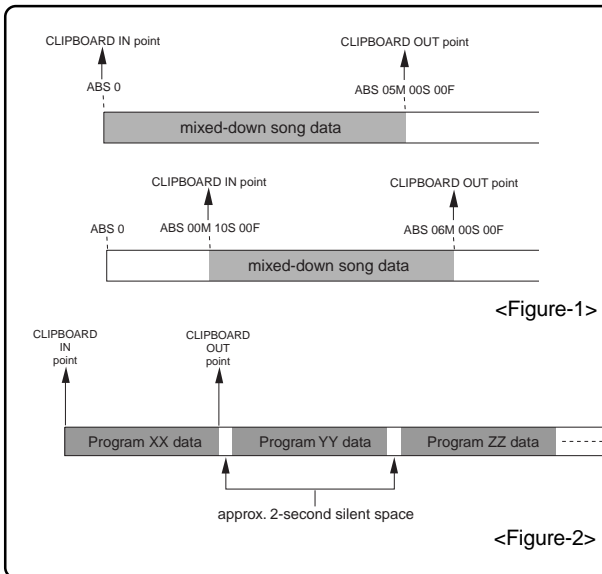 CLIPBOARD IN point CLIPBOARD OUT point
ABS 0 ABS 05M 00S 00F
mixed-down song data
CLIPBOARD IN point CLIPBOARD OUT point
ABS 0 ABS 00M 10S 00F ABS 06M 00S 00F
mixed-down song data
<Figure-1>
CLIPBOARD CLIPBOARD
IN OUT
point point
Program XX data Program YY data Program ZZ data
approx. 2-second silent space
<Figure-2>